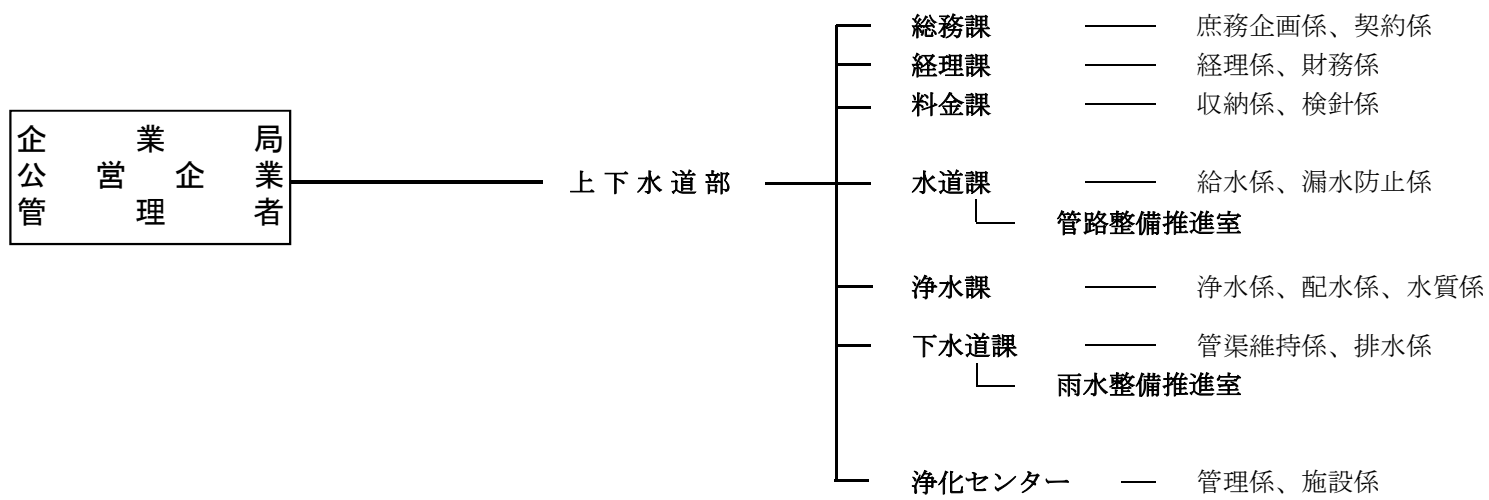 総務課 庶務企画係、契約係
経理課 経理係、財務係
料金課 収納係、検針係
企業局
公営企業
管理者
上下水道部
水道課 給水係、漏水防止係
管路整備推進室
浄水課 浄水係、配水係、水質係
下水道課 管渠維持係、排水係
雨水整備推進室
浄化センター 管理係、施設係